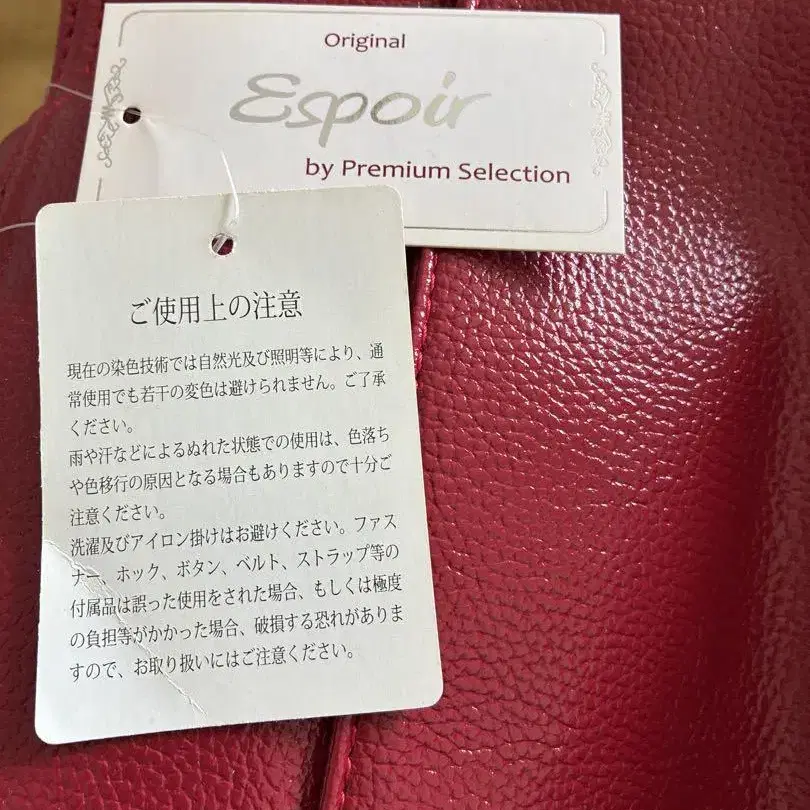 Original
Espoir
by Premium Selection
ご使用上の注意
現在の染色技術では自然光及び照明等により、通
常使用でも若干の変色は避けられません。ご了承
ください。
雨や汗などによるぬれた状態での使用は、色落ち
や色移行の原因となる場合もありますので十分ご
注意ください。
洗濯及びアイロン掛けはお避けください。ファス
ナー、ホック、ボタン、ベルト、ストラップ等の
付属品は誤った使用をされた場合、もしくは極度
の負担等がかかった場合、破損する恐れがありま
すので、お取り扱いにはご注意ください。